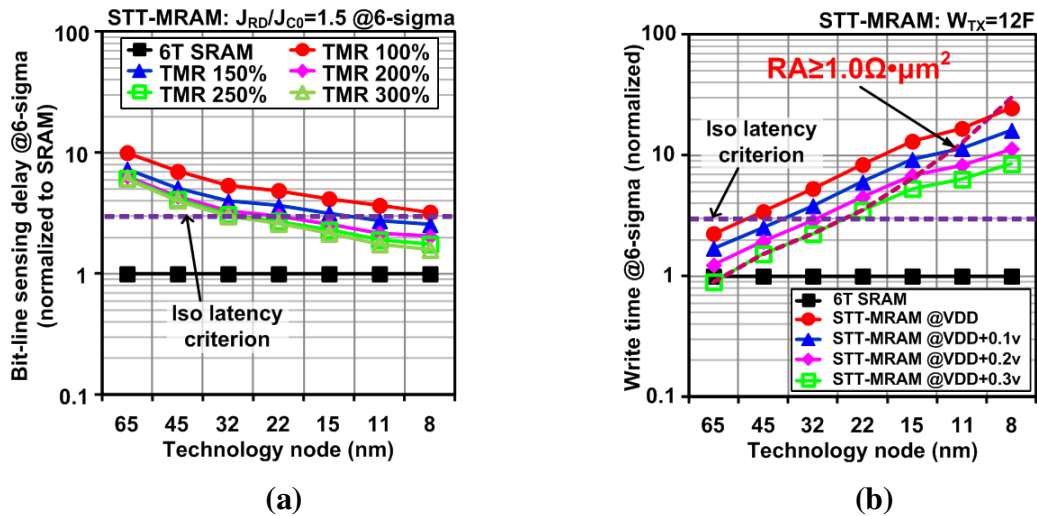 STT-MRAM: J_RD/J_C0=1.5 @6-sigma
Bit-line sensing delay @6-sigma
(normalized to SRAM)
100
10
1
0.1
6T SRAM
TMR 100%
TMR 150%
TMR 200%
TMR 250%
TMR 300%
Iso latency
criterion
65 45 32 22 15 11 8
Technology node (nm)
(a)
STT-MRAM: W_TX=12F
Write time @6-sigma (normalized)
100
10
1
0.1
RA≥1.0Ω•µm²
Iso latency
criterion
6T SRAM
STT-MRAM @VDD
STT-MRAM @VDD+0.1v
STT-MRAM @VDD+0.2v
STT-MRAM @VDD+0.3v
65 45 32 22 15 11 8
Technology node (nm)
(b)